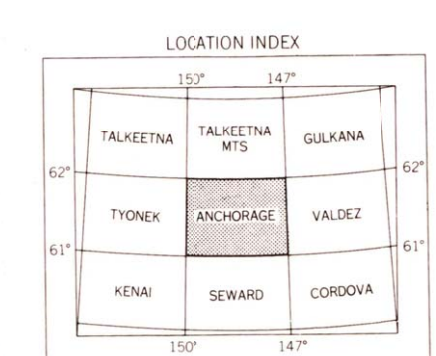 LOCATION INDEX
150° 147°
TALKEETNA TALKEETNA MTS GULKANA
62° 62°
TYONEK ANCHORAGE VALDEZ
61° 61°
KENAI SEWARD CORDOVA
150° 147°